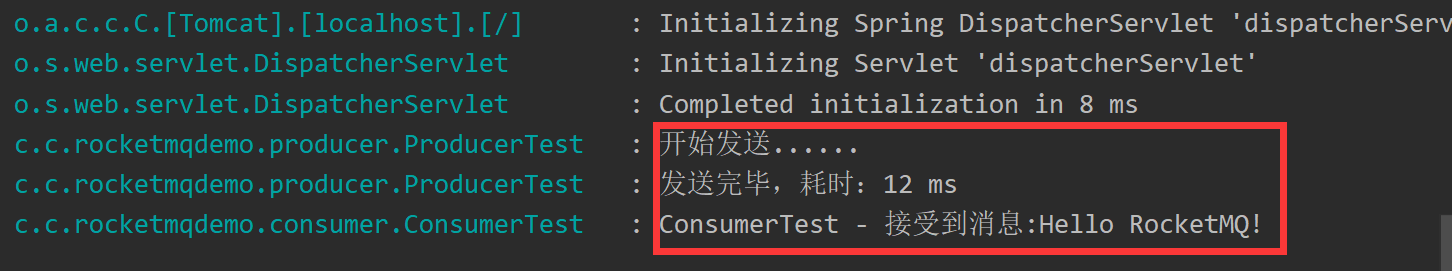 o.a.c.c.C.[Tomcat].[localhost].[/] : Initializing Spring DispatcherServlet 'dispatcherServ
o.s.web.servlet.DispatcherServlet : Initializing Servlet 'dispatcherServlet'
o.s.web.servlet.DispatcherServlet : Completed initialization in 8 ms
c.c.rocketmqdemo.producer.ProducerTest : 开始发送......
c.c.rocketmqdemo.producer.ProducerTest : 发送完毕，耗时：12 ms
c.c.rocketmqdemo.consumer.ConsumerTest : ConsumerTest - 接受到消息:Hello RocketMQ!